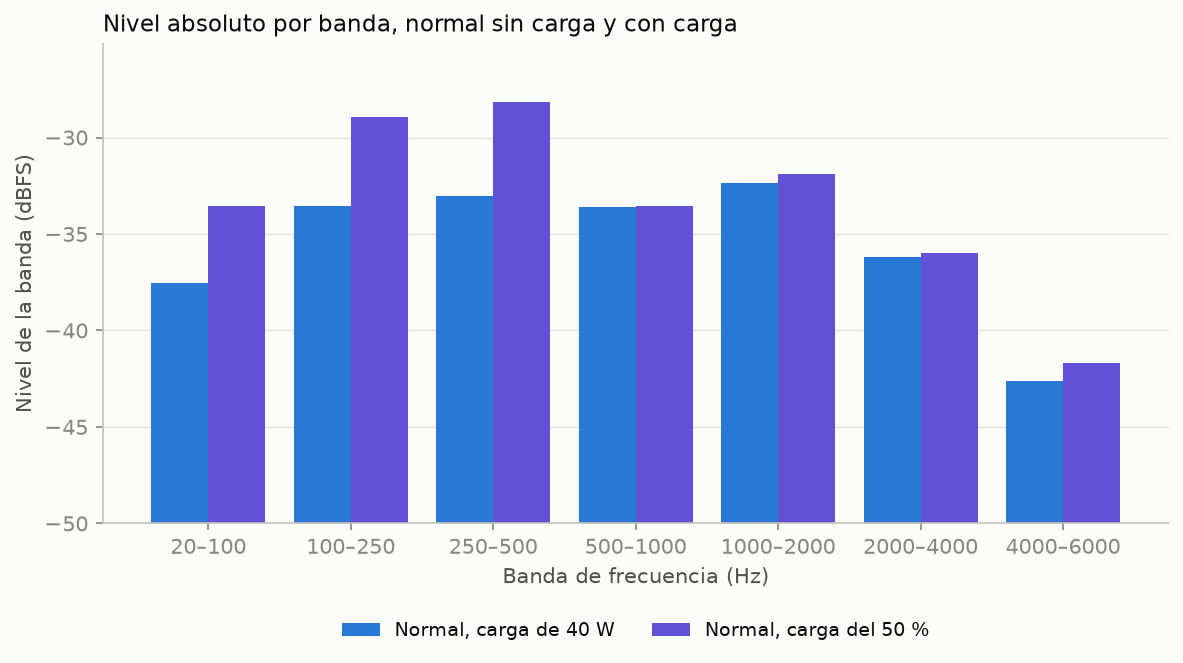 Nivel absoluto por banda, normal sin carga y con carga
Nivel de la banda (dBFS)
−30
−35
−40
−45
−50
20–100 100–250 250–500 500–1000 1000–2000 2000–4000 4000–6000
Banda de frecuencia (Hz)
Normal, carga de 40 W Normal, carga del 50 %